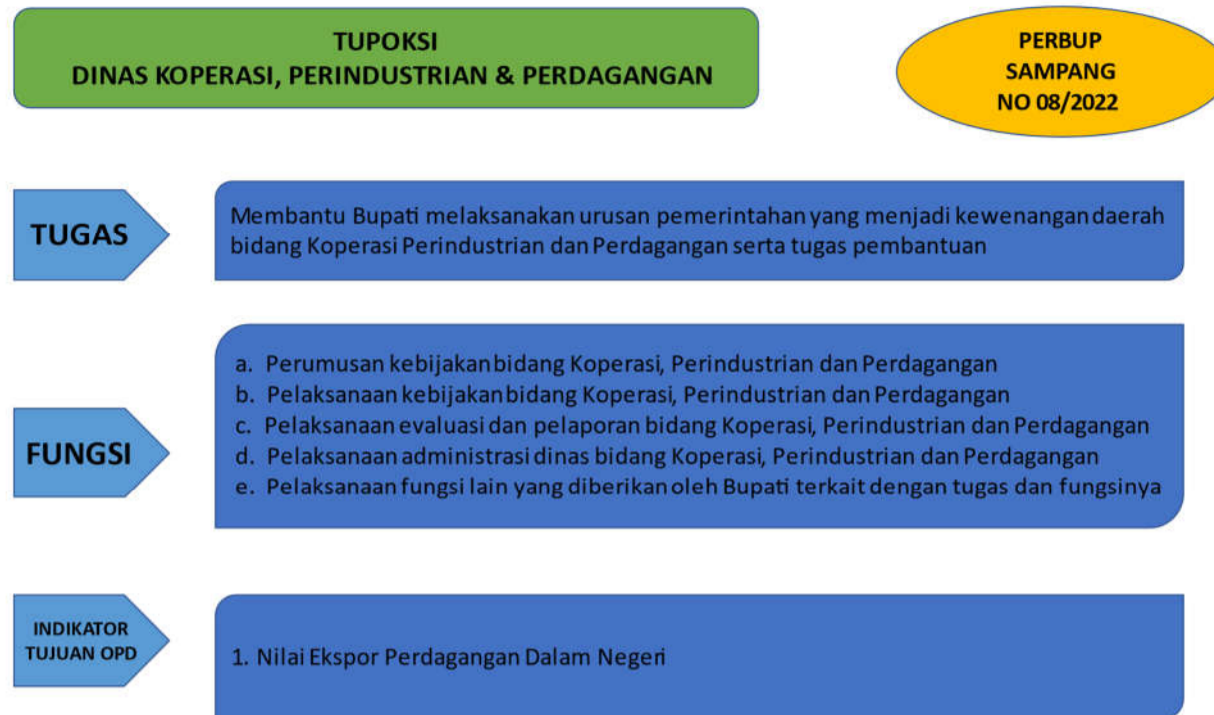 TUPOKSI
DINAS KOPERASI, PERINDUSTRIAN & PERDAGANGAN
PERBUP
SAMPANG
NO 08/2022
TUGAS
Membantu Bupati melaksanakan urusan pemerintahan yang menjadi kewenangan daerah
bidang Koperasi Perindustrian dan Perdagangan serta tugas pembantuan
FUNGSI
a. Perumusan kebijakan bidang Koperasi, Perindustrian dan Perdagangan
b. Pelaksanaan kebijakan bidang Koperasi, Perindustrian dan Perdagangan
c. Pelaksanaan evaluasi dan pelaporan bidang Koperasi, Perindustrian dan Perdagangan
d. Pelaksanaan administrasi dinas bidang Koperasi, Perindustrian dan Perdagangan
e. Pelaksanaan fungsi lain yang diberikan oleh Bupati terkait dengan tugas dan fungsinya
INDIKATOR
TUJUAN OPD
1. Nilai Ekspor Perdagangan Dalam Negeri